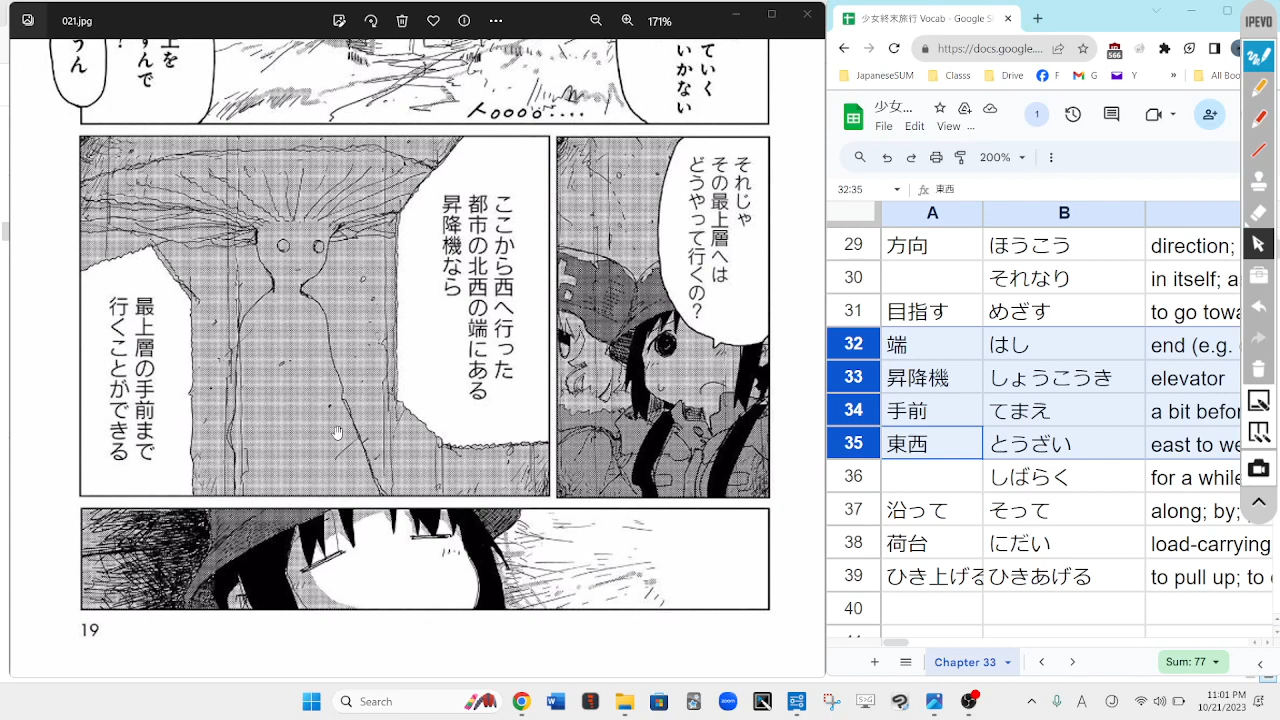 021.jpg
171%
ていく
いかない
上を
すんで
?
うん
それじゃ
その最上層へは
どうやって行くの?
ここから西へ行った
都市の北西の端にある
昇降機なら
最上層の手前まで
行くことができる
19
少女終末旅行 Vocab - Google S
https://docs.google....
566
JapaneseSUM
Class
Drive
F
G
Y
»
All Boo
少女...
File Edit View ...
1
200%
32:35
fx 東西
A B
29 方向 ほうこう direction;
30 それなり in itself; a
31 目指す めざす to go towa
32 端 はし end (e.g.
33 昇降機 しょうこうき elevator
34 手前 てまえ a bit befor
35 東西 とうざい east to we
36 しばらく for a while
37 沿って そって along; by;
38 荷台 にだい load-carrying
39 ひき上げる ひきあげる to pull up; to
40
Chapter 33
Sum: 77
IPEVO
Search
zoom
A
11:01 PM
10/21/2023